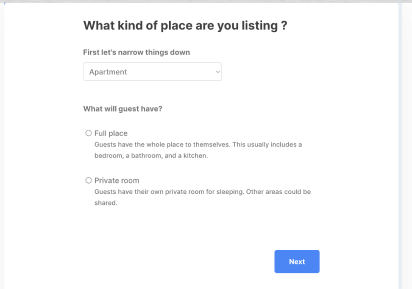 What kind of place are you listing ?
First let's narrow things down
Apartment
What will guest have?
Full place
Guests have the whole place to themselves. This usually includes a
bedroom, a bathroom, and a kitchen.
Private room
Guests have their own private room for sleeping. Other areas could be
shared.
Next